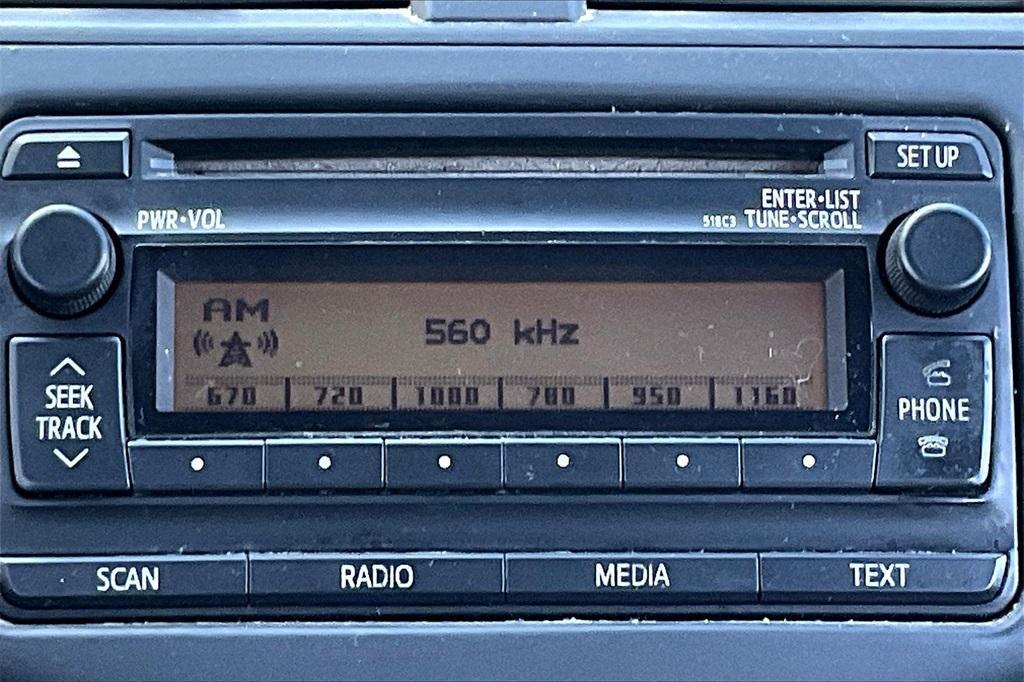 SET UP
PWR•VOL
ENTER•LIST
518C3 TUNE•SCROLL
AM
560 kHz
670 720 1000 780 950 1160
SEEK
TRACK
PHONE
SCAN RADIO MEDIA TEXT